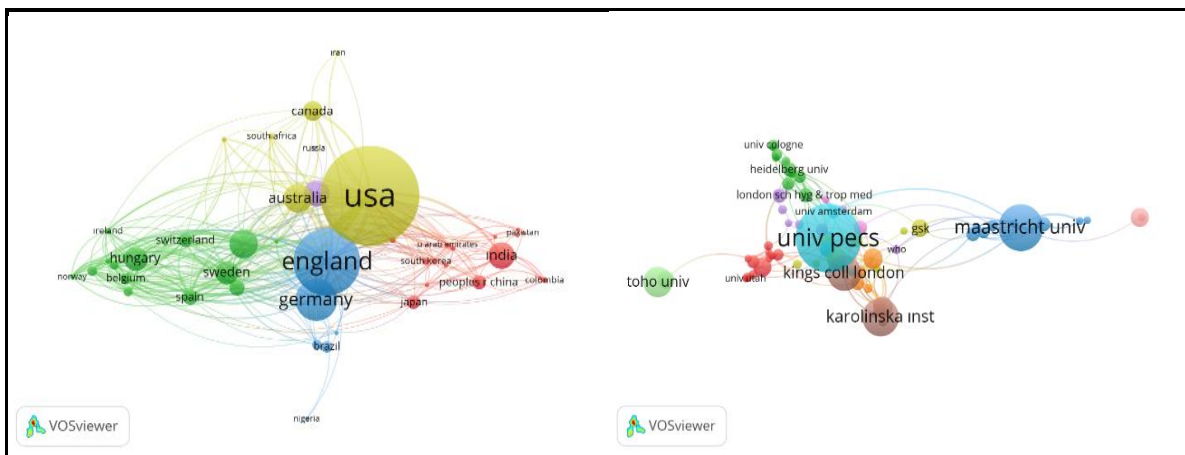 iran
canada
south africa
russia
usa
australia
ireland
switzerland
hungary
norway
belgium
sweden
spain
england
germany
brazil
nigeria
pakistan
u arab emirates
india
south korea
peoples r china
colombia
japan
VOSviewer
univ cologne
heidelberg univ
london sch hyg & trop med
univ amsterdam
univ pecs
gsk
who
maastricht univ
kings coll london
univ utah
toho univ
karolinska inst
VOSviewer